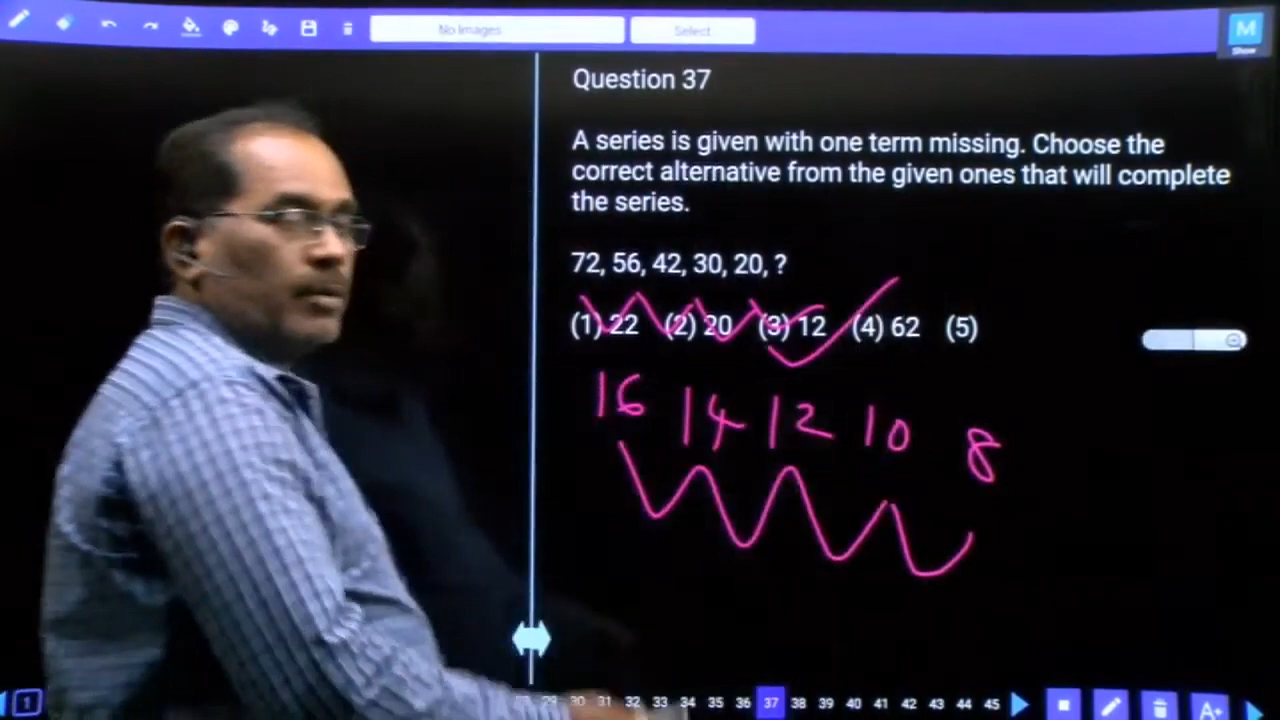 No Images Select M
Show
Question 37
A series is given with one term missing. Choose the
correct alternative from the given ones that will complete
the series.
72, 56, 42, 30, 20, ?
(1) 22 (2) 20 (3) 12 (4) 62 (5)
16 14 12 10 8
1 29 30 31 32 33 34 35 36 37 38 39 40 41 42 43 44 45 A+